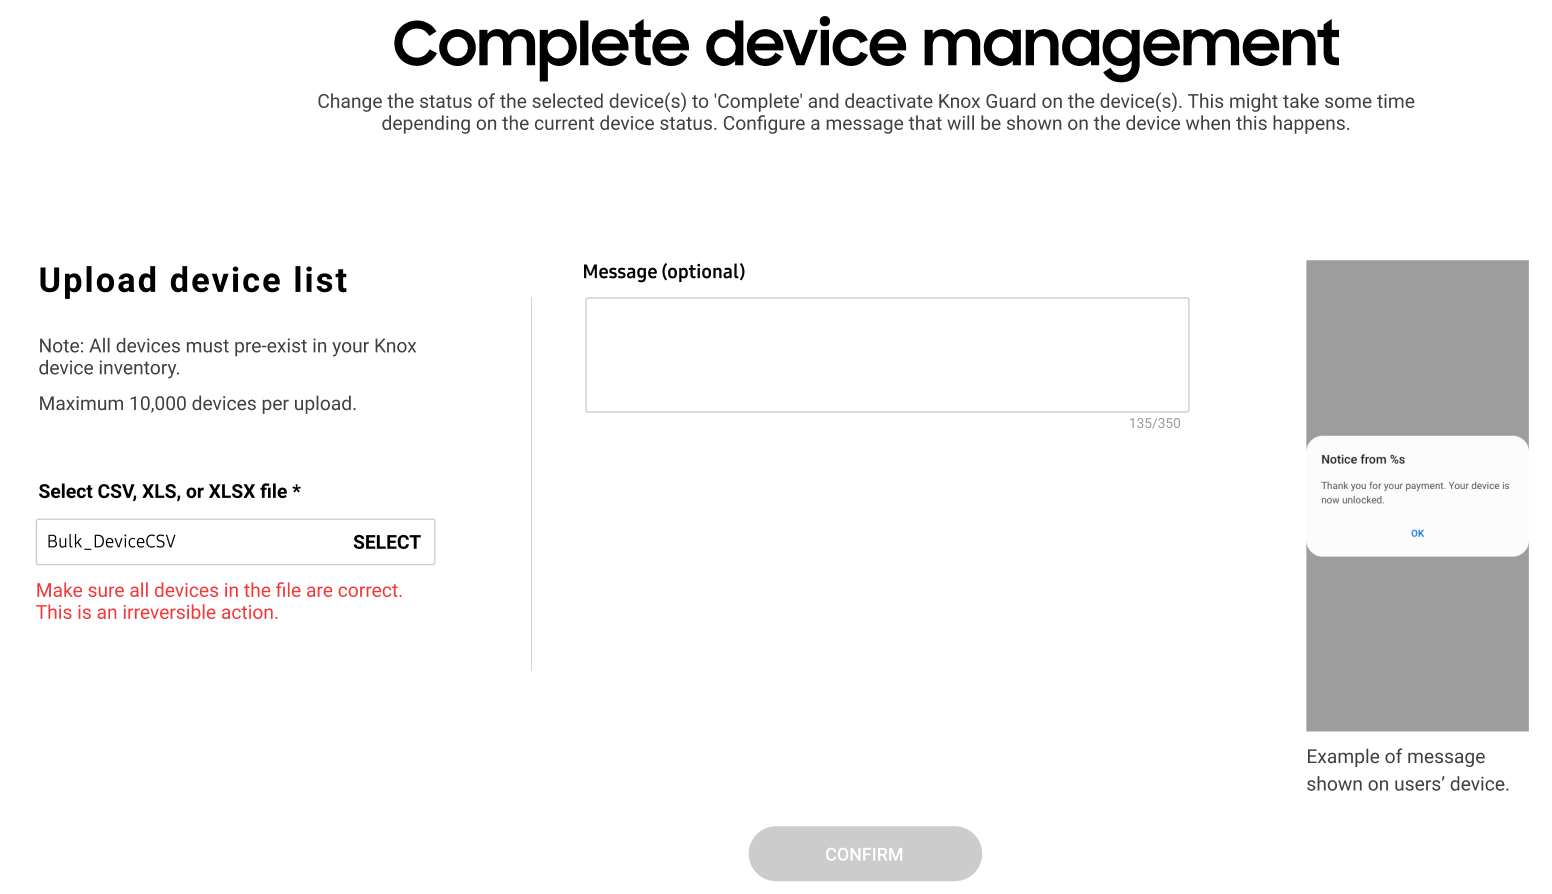 Complete device management
Change the status of the selected device(s) to 'Complete' and deactivate Knox Guard on the device(s). This might take some time
depending on the current device status. Configure a message that will be shown on the device when this happens.
Upload device list
Note: All devices must pre-exist in your Knox
device inventory.
Maximum 10,000 devices per upload.
Select CSV, XLS, or XLSX file *
Bulk_DeviceCSV SELECT
Make sure all devices in the file are correct.
This is an irreversible action.
Message (optional)
135/350
Notice from %s
Thank you for your payment. Your device is
now unlocked.
OK
Example of message
shown on users’ device.
CONFIRM